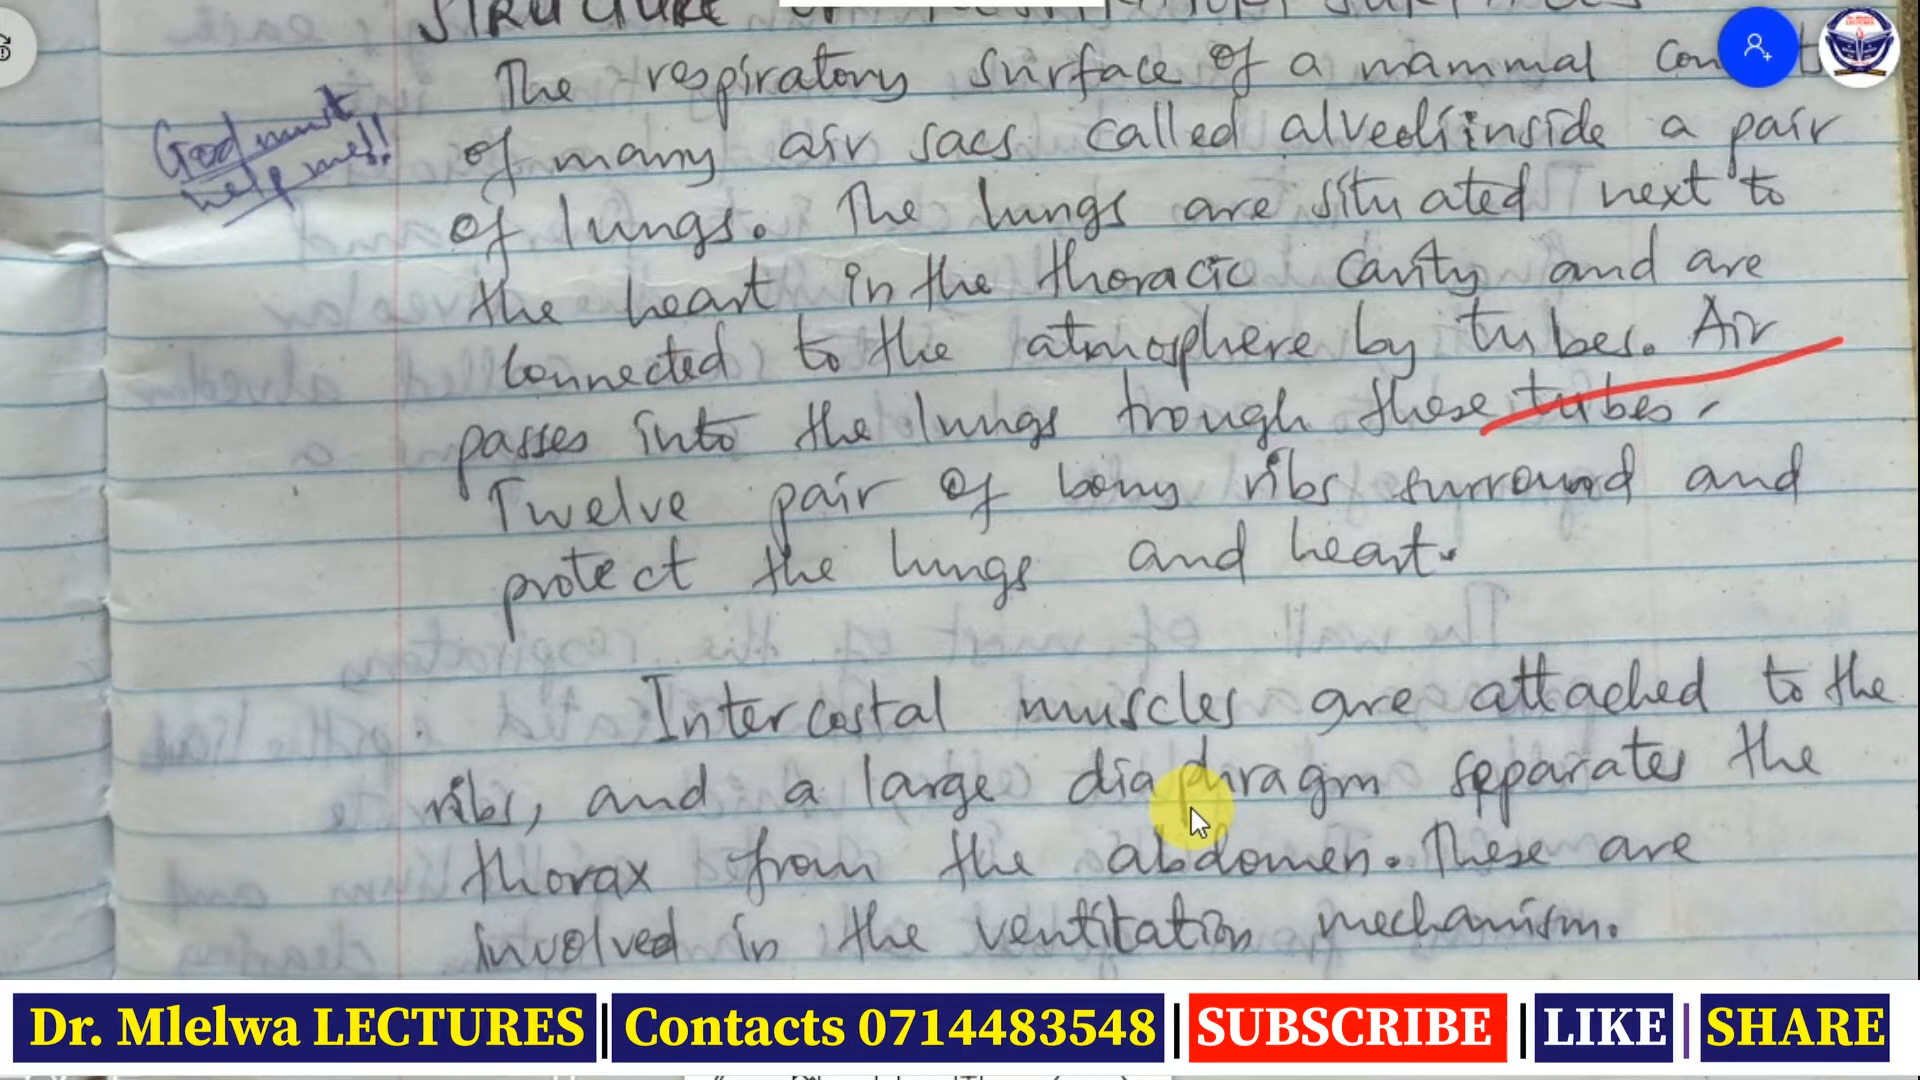 STRUCTURE OF
The respiratory surface of a mammal
of many air sacs called alveoli inside a pair
of lungs. The lungs are situated next to
the heart in the thoracic cavity and are
connected to the atmosphere by tubes. Air
passes into the lungs trough these tubes.
Twelve pair of bony ribs surround and
protect the lungs and heart.
Intercostal muscles are attached to the
ribs, and a large diaphragm separates the
thorax from the abdomen. These are
involved in the ventitation mechanism.
God must
help me!!
Dr. Mlelwa LECTURES | Contacts 0714483548 | SUBSCRIBE | LIKE | SHARE